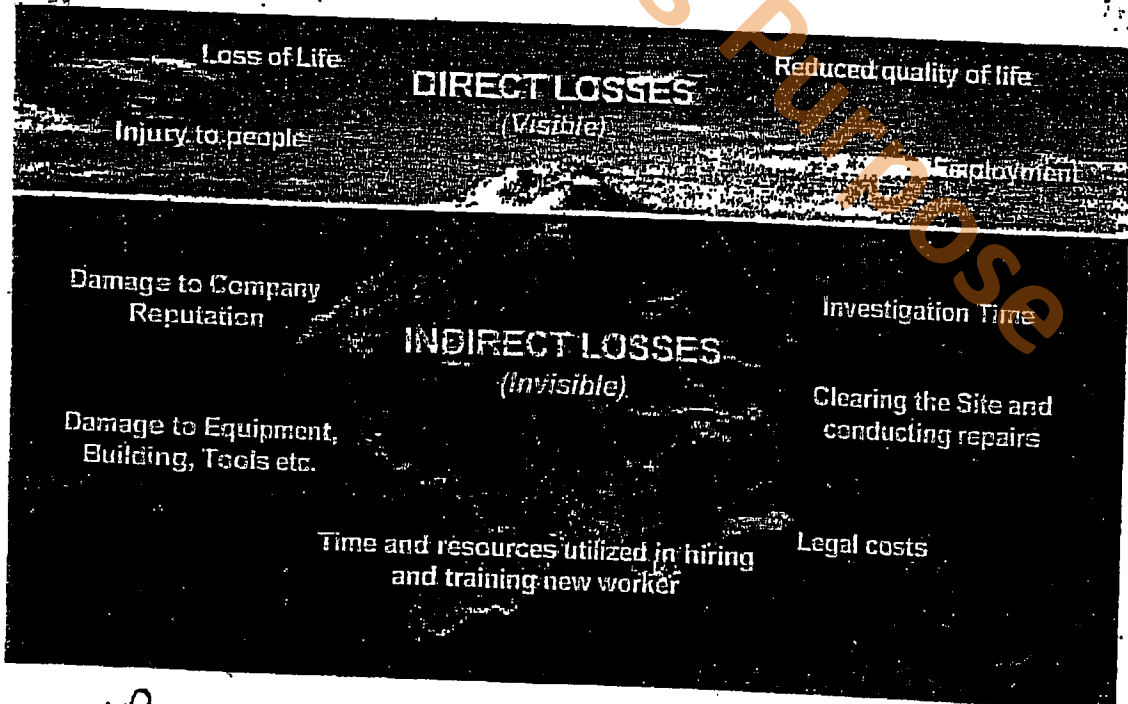 Loss of Life
DIRECT LOSSES
Reduced quality of life
(Visible)
Injury to people
Employment
Damage to Company
Reputation
Investigation Time
INDIRECT LOSSES
(Invisible)
Clearing the Site and
conducting repairs
Damage to Equipment,
Building, Tools etc.
Time and resources utilized in hiring
and training new worker
Legal costs
Purpose